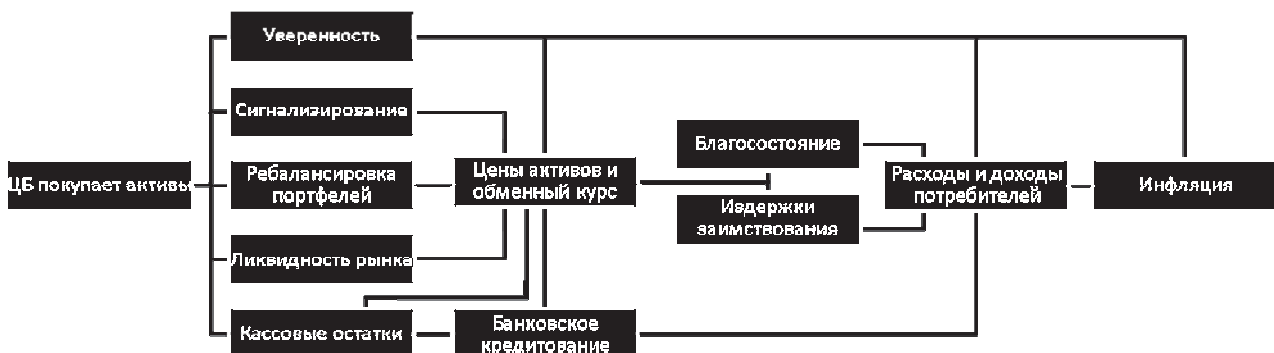 Уверенность
Сигнализирование
ЦБ покупает активы
Ребалансировка
портфелей
Ликвидность рынка
Кассовые остатки
Цены активов и
обменный курс
Банковское
кредитование
Благосостояние
Издержки
заимствования
Расходы и доходы
потребителей
Инфляция